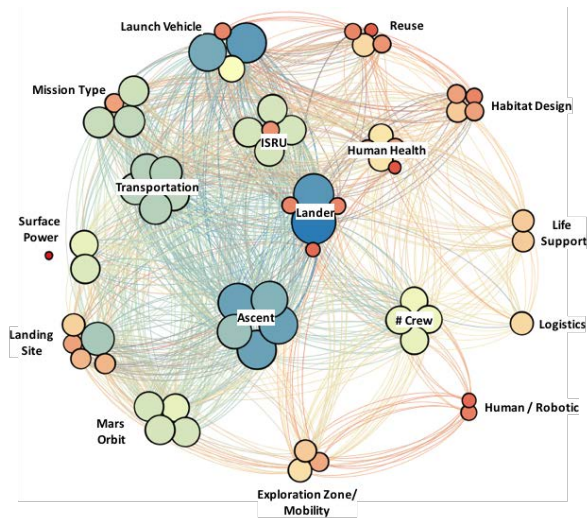 Launch Vehicle
Reuse
Mission Type
Habitat Design
ISRU
Human Health
Transportation
Lander
Surface
Power
Life
Support
Ascent
# Crew
Logistics
Landing
Site
Mars
Orbit
Human / Robotic
Exploration Zone/
Mobility